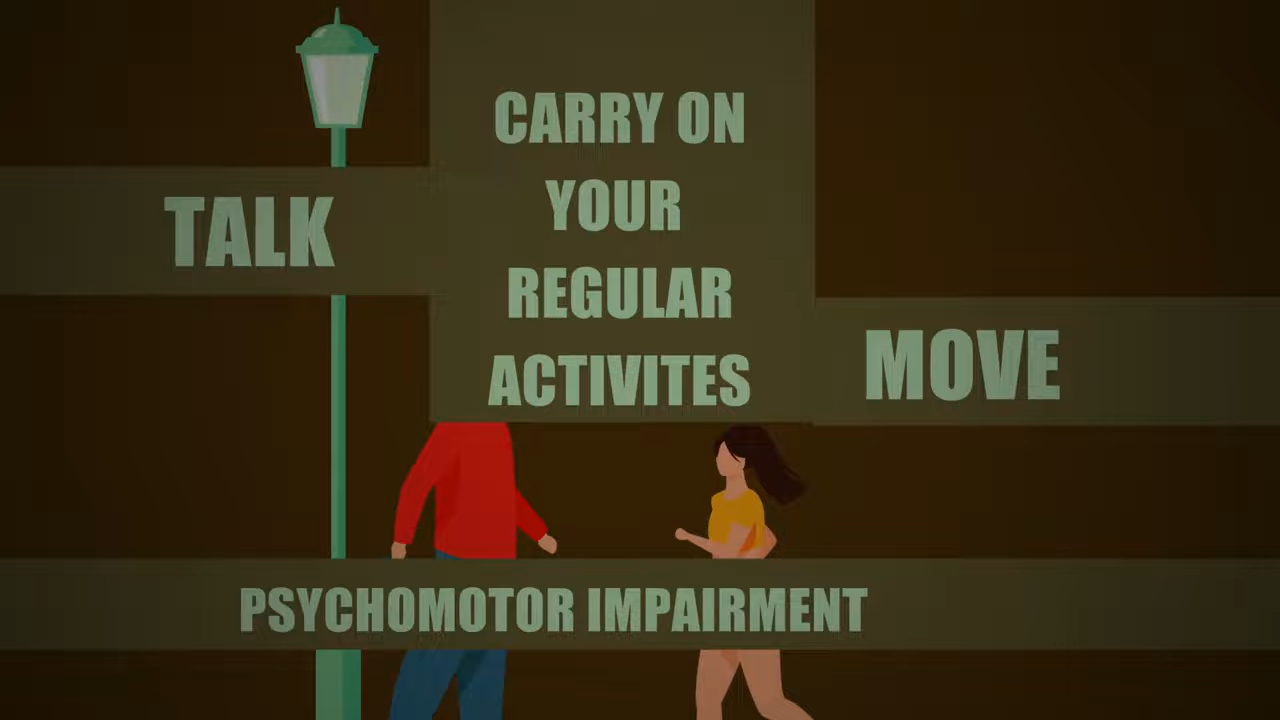 TALK
CARRY ON
YOUR
REGULAR
ACTIVITES
MOVE
PSYCHOMOTOR IMPAIRMENT